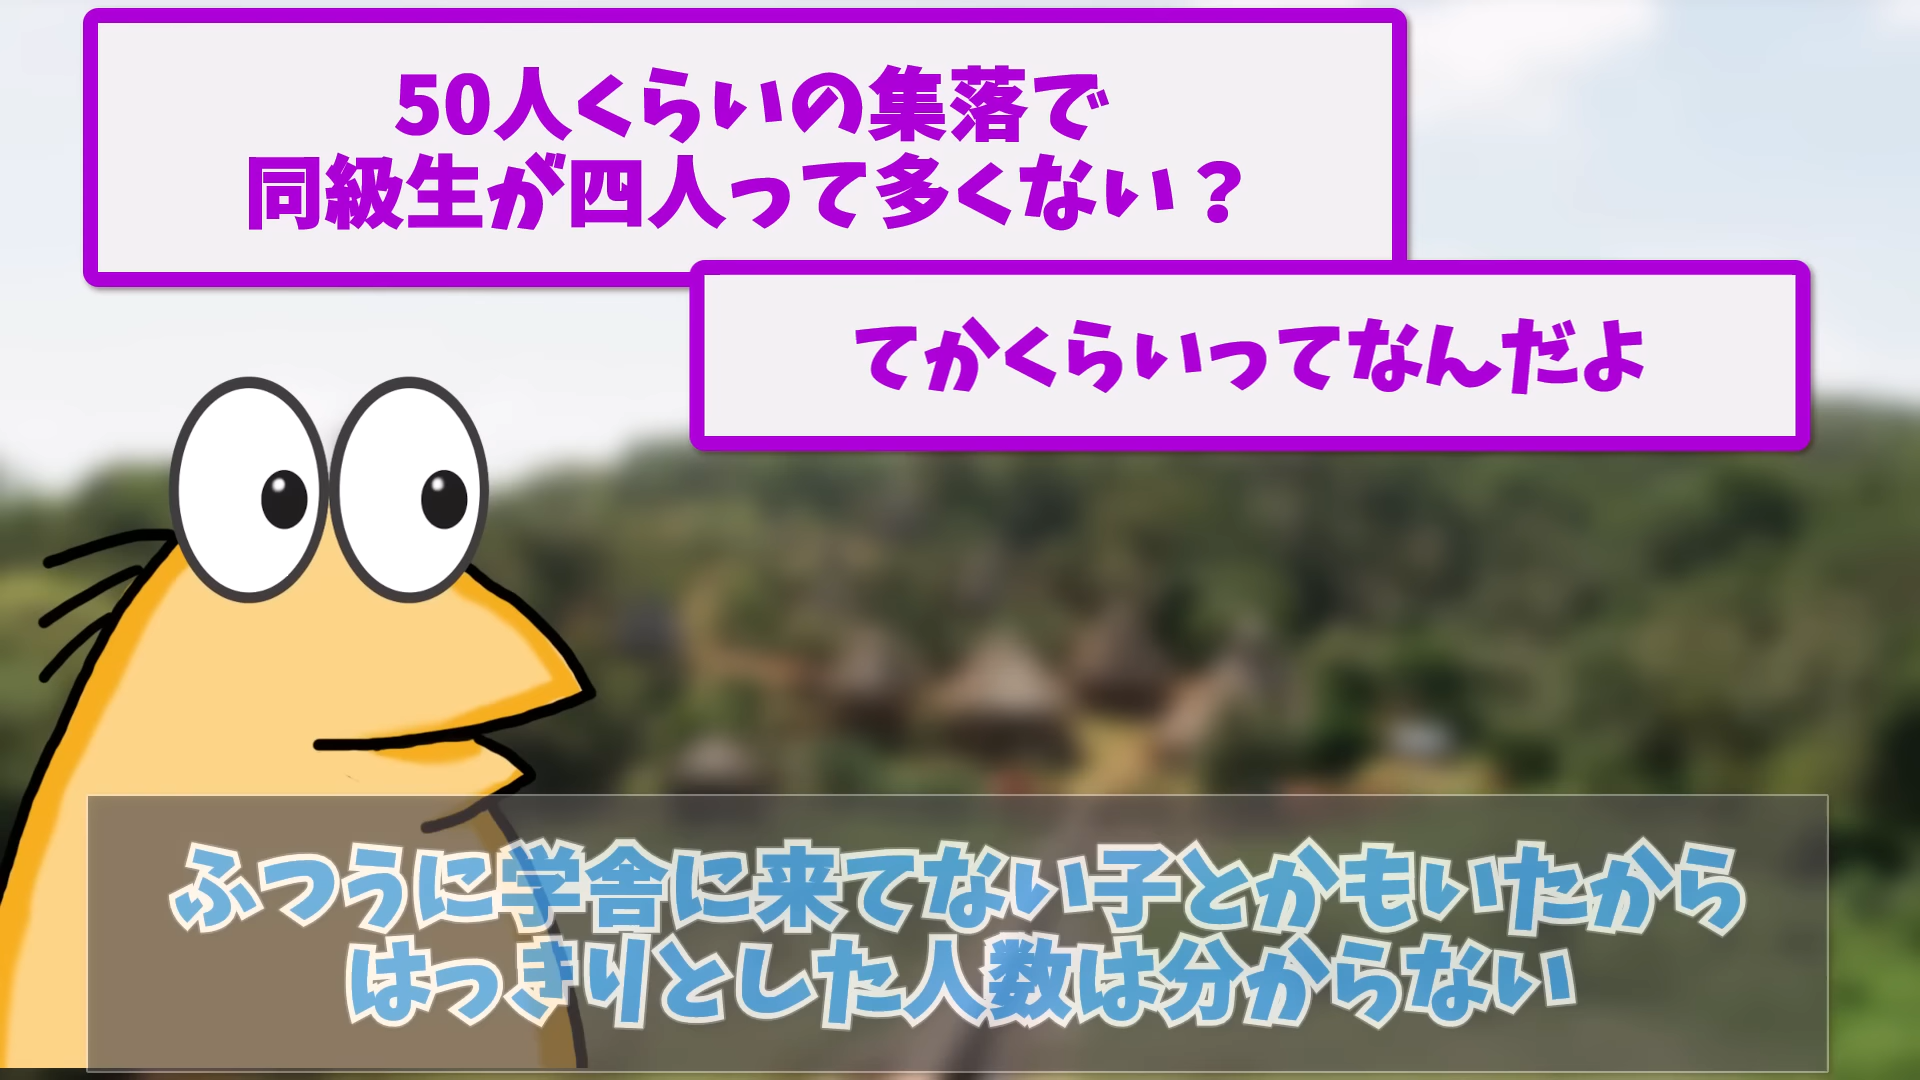 50人くらいの集落で
同級生が四人って多くない？
てかくらいってなんだよ
ふつうに学舎に来てない子とかもいたから
はっきりとした人数は分からない